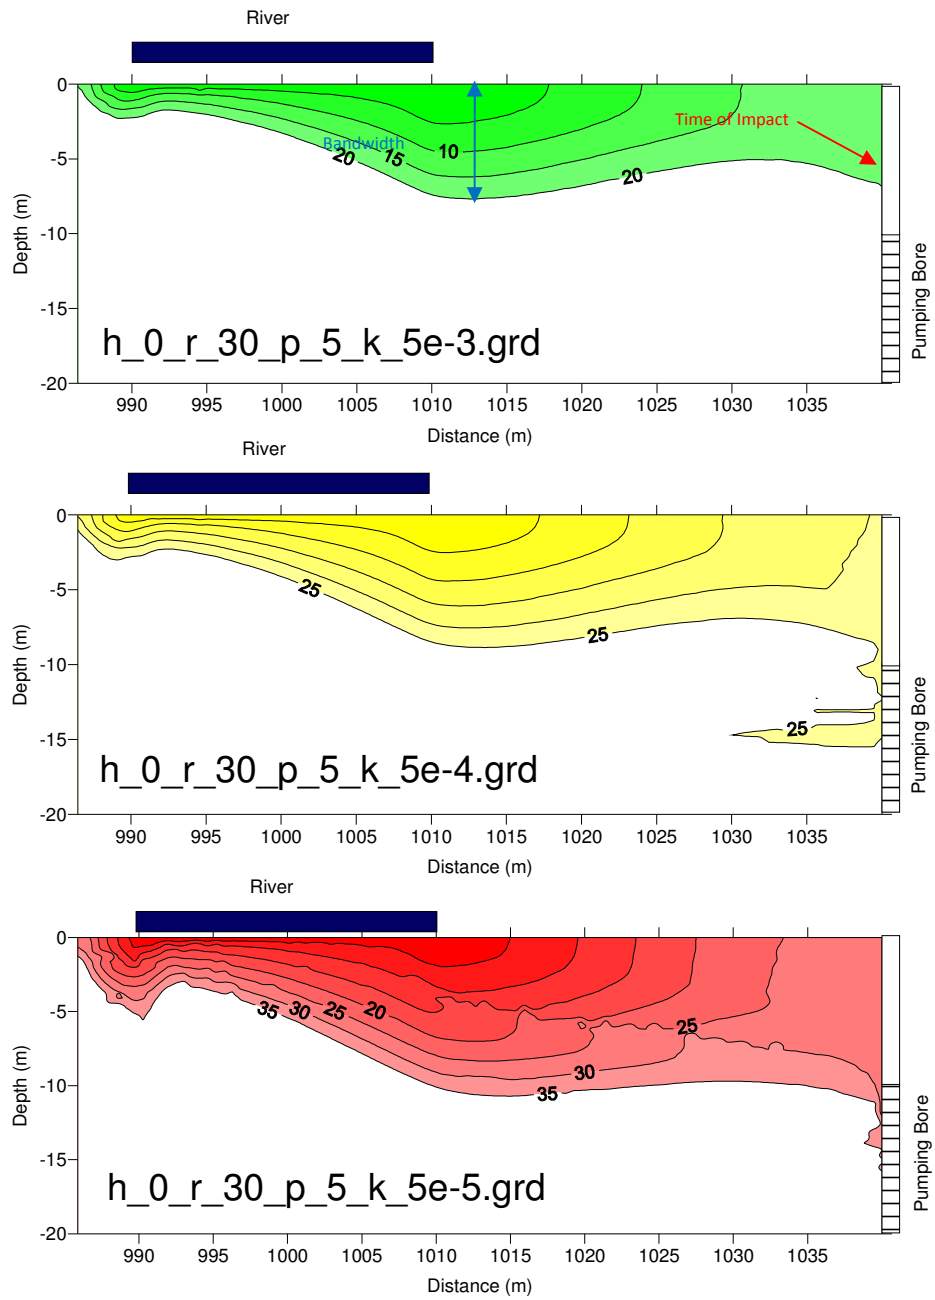 River
0
-5
-10
-15
-20
Depth (m)
Bandwidth
Time of Impact
20
15
10
20
h_0_r_30_p_5_k_5e-3.grd
Pumping Bore
990 995 1000 1005 1010 1015 1020 1025 1030 1035
Distance (m)
River
0
-5
-10
-15
-20
Depth (m)
25
25
25
h_0_r_30_p_5_k_5e-4.grd
Pumping Bore
990 995 1000 1005 1010 1015 1020 1025 1030 1035
Distance (m)
River
0
-5
-10
-15
-20
Depth (m)
35 30 25 20
25
30
35
h_0_r_30_p_5_k_5e-5.grd
Pumping Bore
990 995 1000 1005 1010 1015 1020 1025 1030 1035
Distance (m)